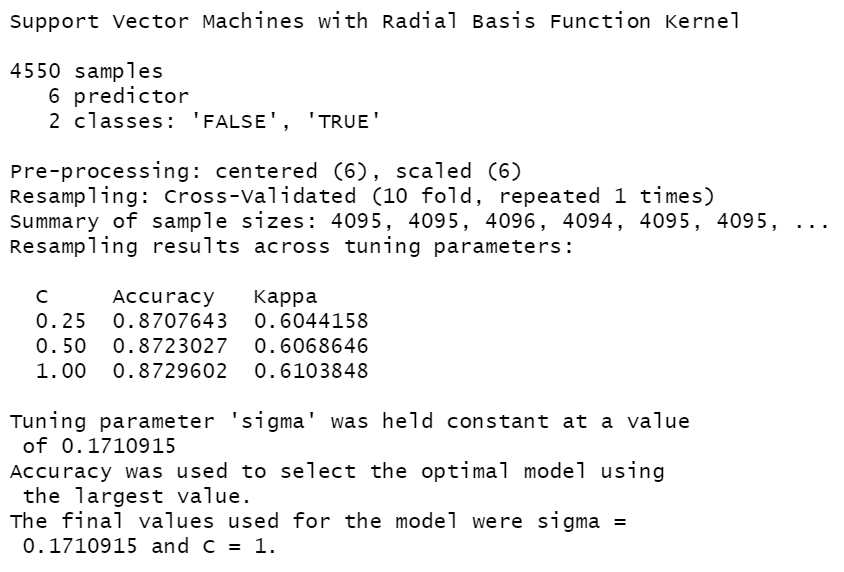 Support Vector Machines with Radial Basis Function Kernel
4550 samples
6 predictor
2 classes: 'FALSE', 'TRUE'
Pre-processing: centered (6), scaled (6)
Resampling: Cross-Validated (10 fold, repeated 1 times)
Summary of sample sizes: 4095, 4095, 4096, 4094, 4095, 4095, ...
Resampling results across tuning parameters:
C Accuracy Kappa
0.25 0.8707643 0.6044158
0.50 0.8723027 0.6068646
1.00 0.8729602 0.6103848
Tuning parameter 'sigma' was held constant at a value
of 0.1710915
Accuracy was used to select the optimal model using
the largest value.
The final values used for the model were sigma =
0.1710915 and C = 1.